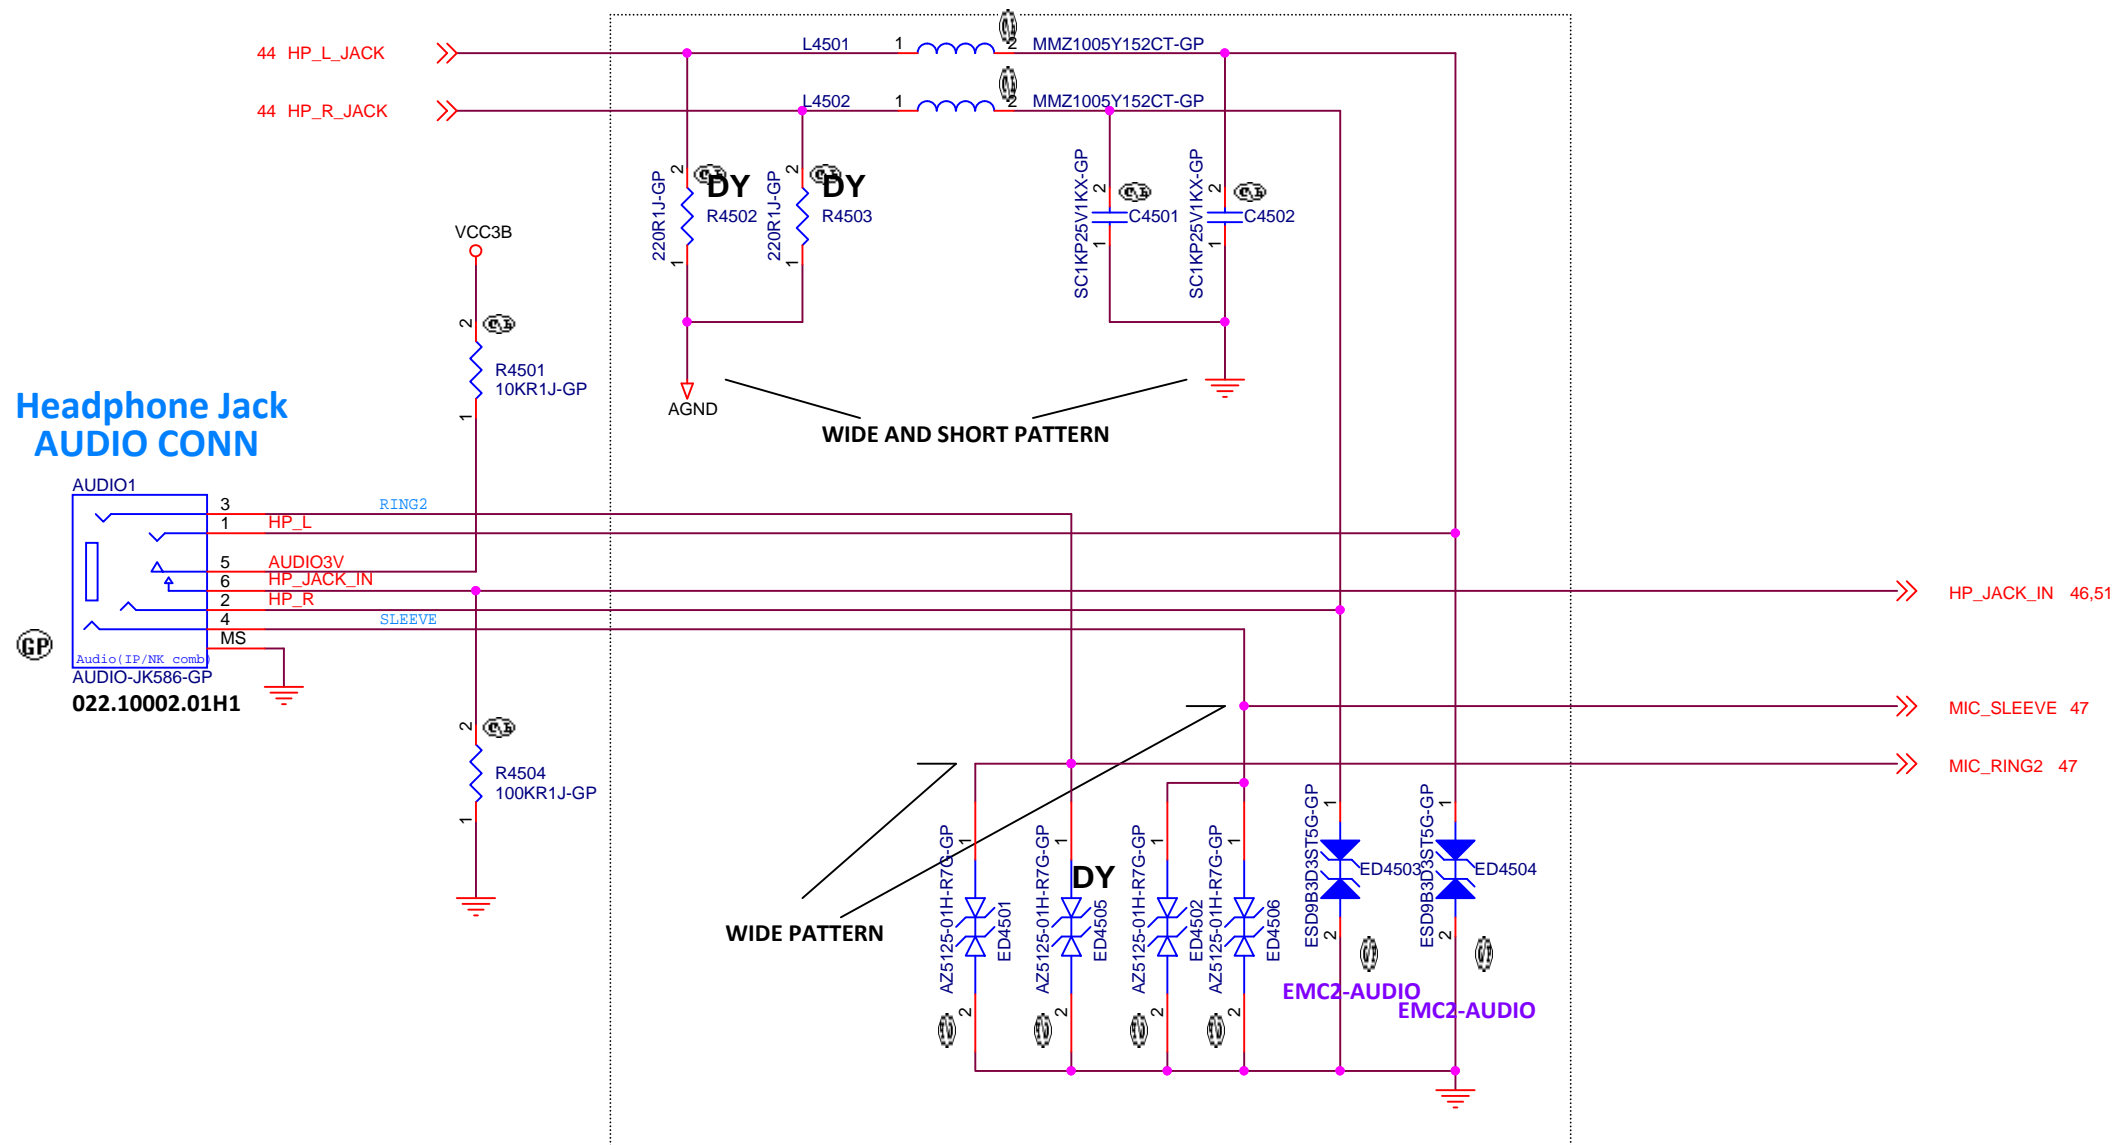 44 HP_L_JACK
L4501 1 2 MMZ1005Y152CT-GP
44 HP_R_JACK
L4502 1 2 MMZ1005Y152CT-GP
220R1J-GP 2 1 DY R4502
220R1J-GP 2 1 DY R4503
SC1KP25V1KX-GP 2 1 C4501
SC1KP25V1KX-GP 2 1 C4502
VCC3B
2
R4501
10KR1J-GP
1
AGND
WIDE AND SHORT PATTERN
Headphone Jack
AUDIO CONN
AUDIO1
3 RING2
1 HP_L
5 AUDIO3V
6 HP_JACK_IN
2 HP_R
4 SLEEVE
MS
GP
Audio(IP/NK comb)
AUDIO-JK586-GP
022.10002.01H1
HP_JACK_IN 46,51
MIC_SLEEVE 47
MIC_RING2 47
2
R4504
100KR1J-GP
1
WIDE PATTERN
AZ5125-01H-R7G-GP 1 2 ED4501
AZ5125-01H-R7G-GP 1 2 DY ED4505
AZ5125-01H-R7G-GP 1 2 ED4502
AZ5125-01H-R7G-GP 1 2 ED4506
ESD9B3D3ST5G-GP 1 2 ED4503
ESD9B3D3ST5G-GP 1 2 ED4504
EMC2-AUDIO
EMC2-AUDIO